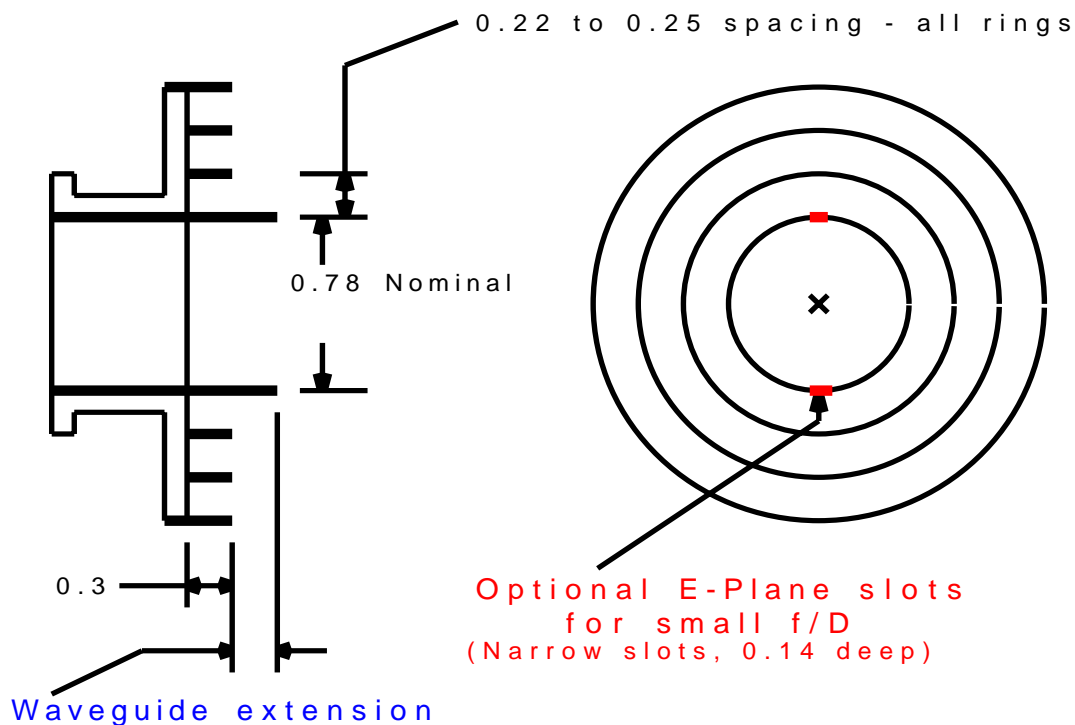 0.22 to 0.25 spacing - all rings
0.78 Nominal
0.3
Optional E-Plane slots
for small f/D
(Narrow slots, 0.14 deep)
Waveguide extension